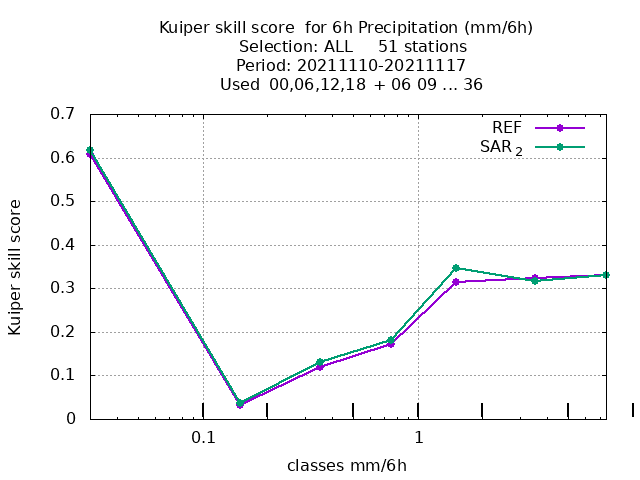 Kuiper skill score  for 6h Precipitation (mm/6h)
Selection: ALL     51 stations
Period: 20211110-20211117
Used  00,06,12,18  + 06 09 ... 36
REF
SAR 2
0.7
0.6
0.5
0.4
0.3
0.2
0.1
0
Kuiper skill score
0.1 1
classes mm/6h